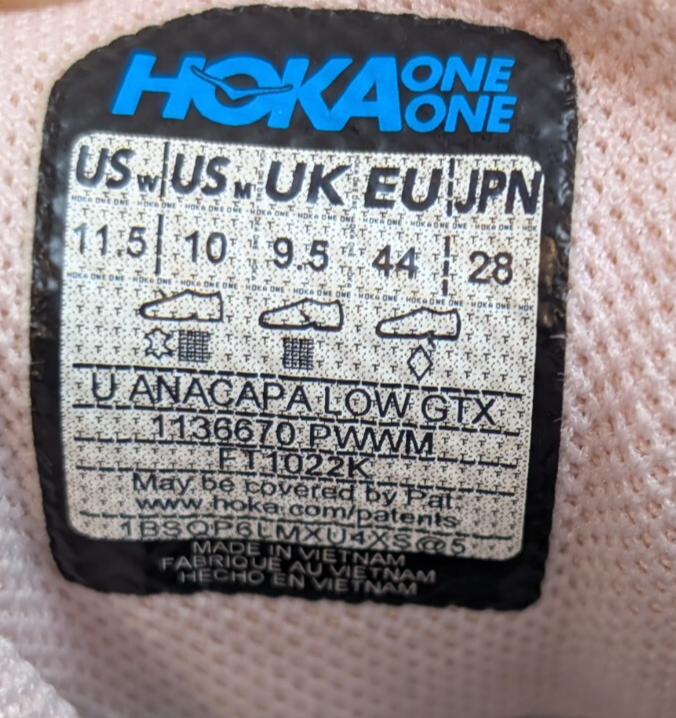 HOKA ONE ONE
US W US M UK EU JPN
11.5 10 9.5 44 28
U ANACAPA LOW GTX
1136670 PWWM
FT1022K
May be covered by Pat.
www.hoka.com/patents
1BSQP6LMXU4XS@5
MADE IN VIETNAM
FABRIQUÉ AU VIETNAM
HECHO EN VIETNAM